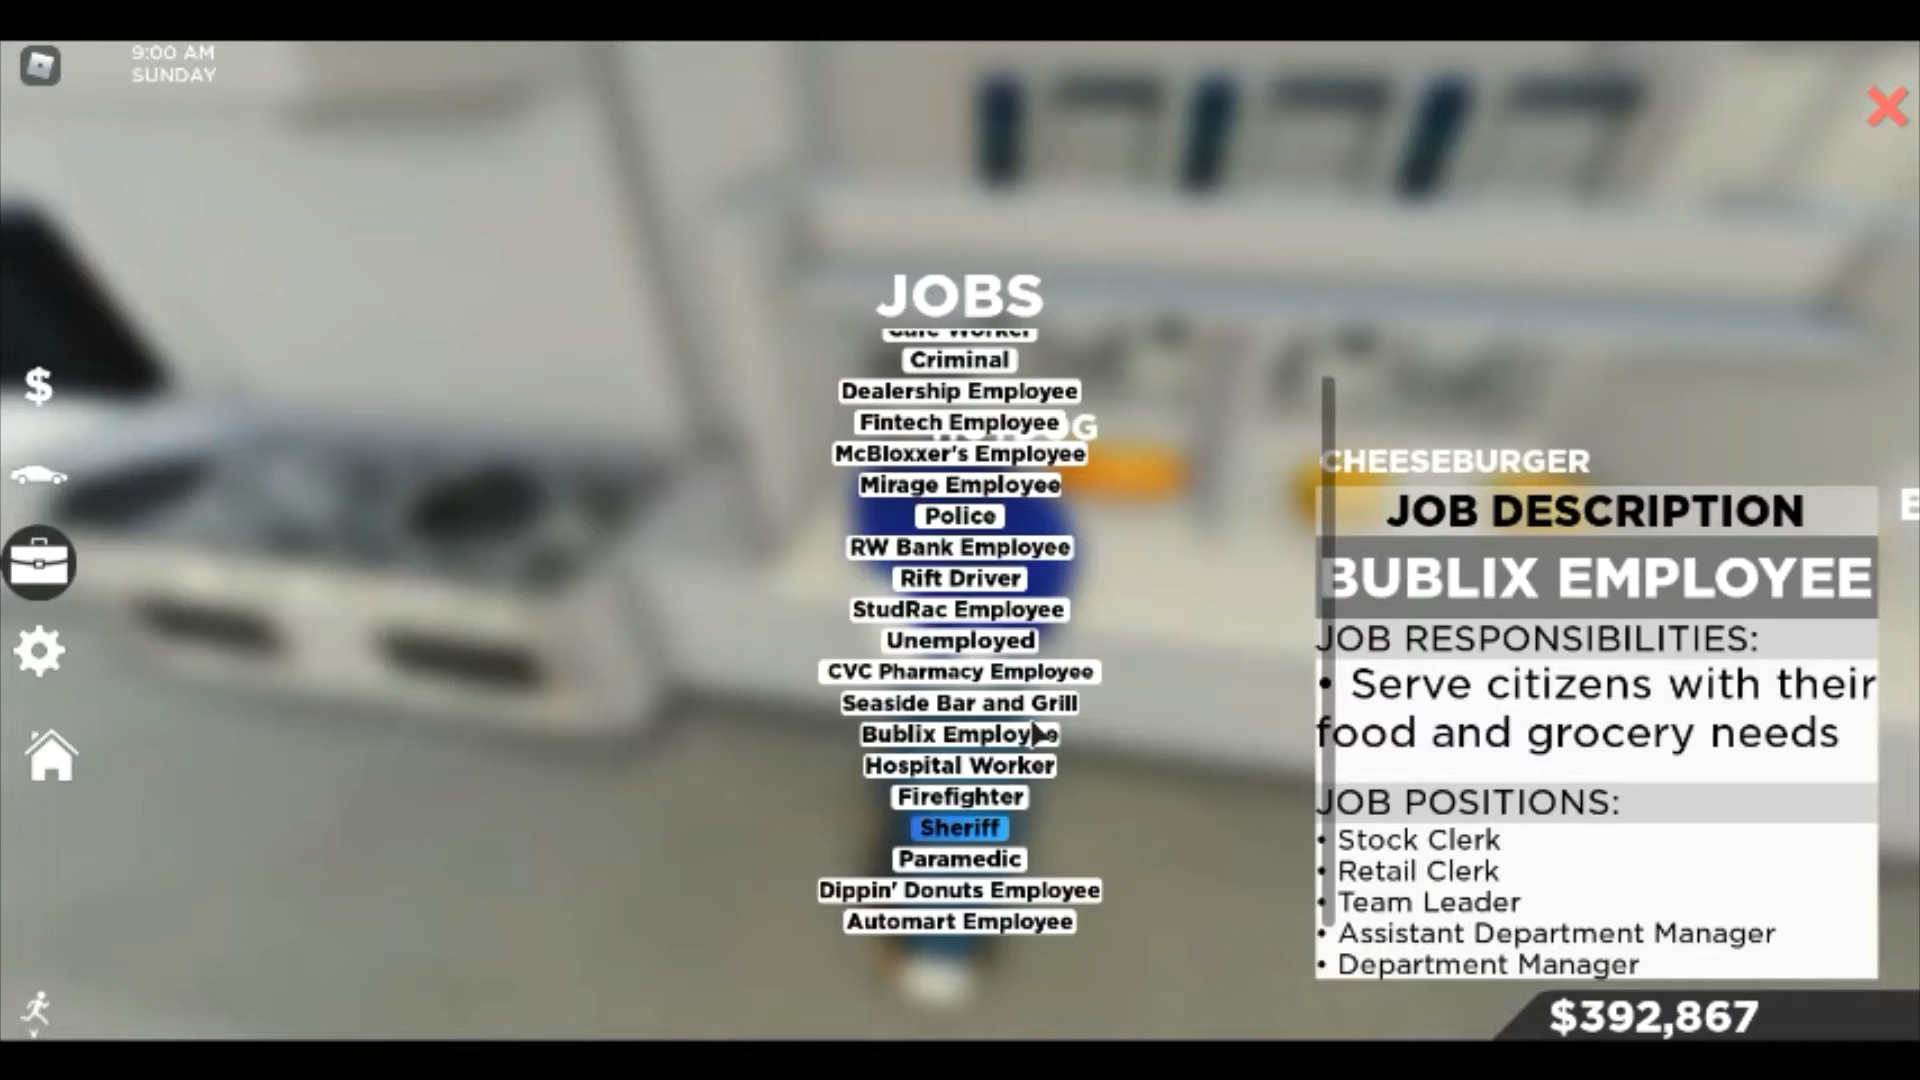 9:00 AM
SUNDAY
JOBS
Cafe Worker
Criminal
Dealership Employee
Fintech Employee
McBloxxer's Employee
Mirage Employee
Police
RW Bank Employee
Rift Driver
StudRac Employee
Unemployed
CVC Pharmacy Employee
Seaside Bar and Grill
Bublix Employee
Hospital Worker
Firefighter
Sheriff
Paramedic
Dippin' Donuts Employee
Automart Employee
$
CHEESEBURGER
JOB DESCRIPTION
BUBLIX EMPLOYEE
JOB RESPONSIBILITIES:
• Serve citizens with their
food and grocery needs
JOB POSITIONS:
• Stock Clerk
• Retail Clerk
• Team Leader
• Assistant Department Manager
• Department Manager
$392,867